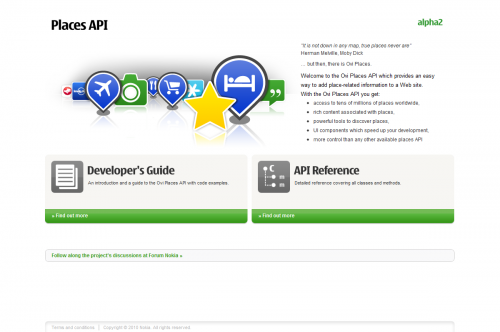 Places API
alpha2
"It is not down in any map, true places never are"
Herman Melville, Moby Dick
... but then, there is Ovi Places.
Welcome to the Ovi Places API which provides an easy
way to add place-related information to a Web site.
With the Ovi Places API you get:
• access to tens of millions of places worldwide,
• rich content associated with places,
• powerful tools to discover places,
• UI components which speed up your development,
• more control than any other available places API
Developer's Guide
An introduction and a guide to the Ovi Places API with code examples.
» Find out more
API Reference
Detailed reference covering all classes and methods.
» Find out more
Follow along the project's discussions at Forum Nokia »
Terms and conditions | Copyright © 2010 Nokia. All rights reserved.